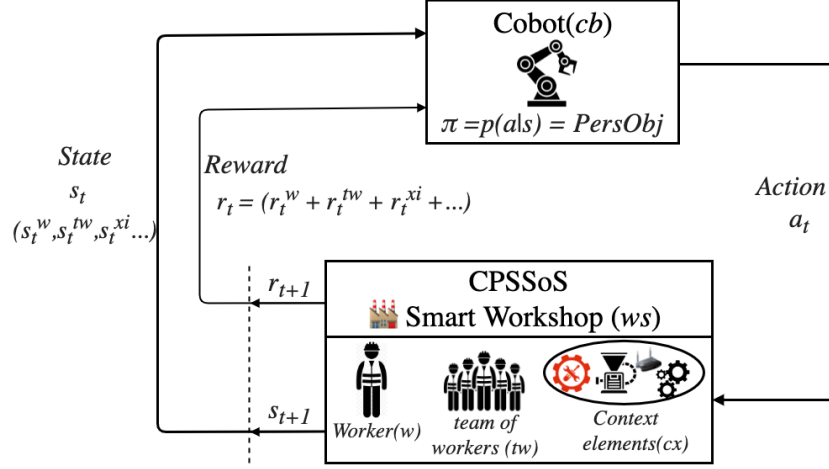 Cobot(cb)
π =p(a|s) = PersObj
State
s_t
(s_t^w,s_t^tw,s_t^xi...)
Reward
r_t = (r_t^w + r_t^tw + r_t^xi +...)
Action
a_t
CPSSoS
Smart Workshop (ws)
r_t+1
s_t+1
Worker(w)
team of
workers (tw)
Context
elements(cx)